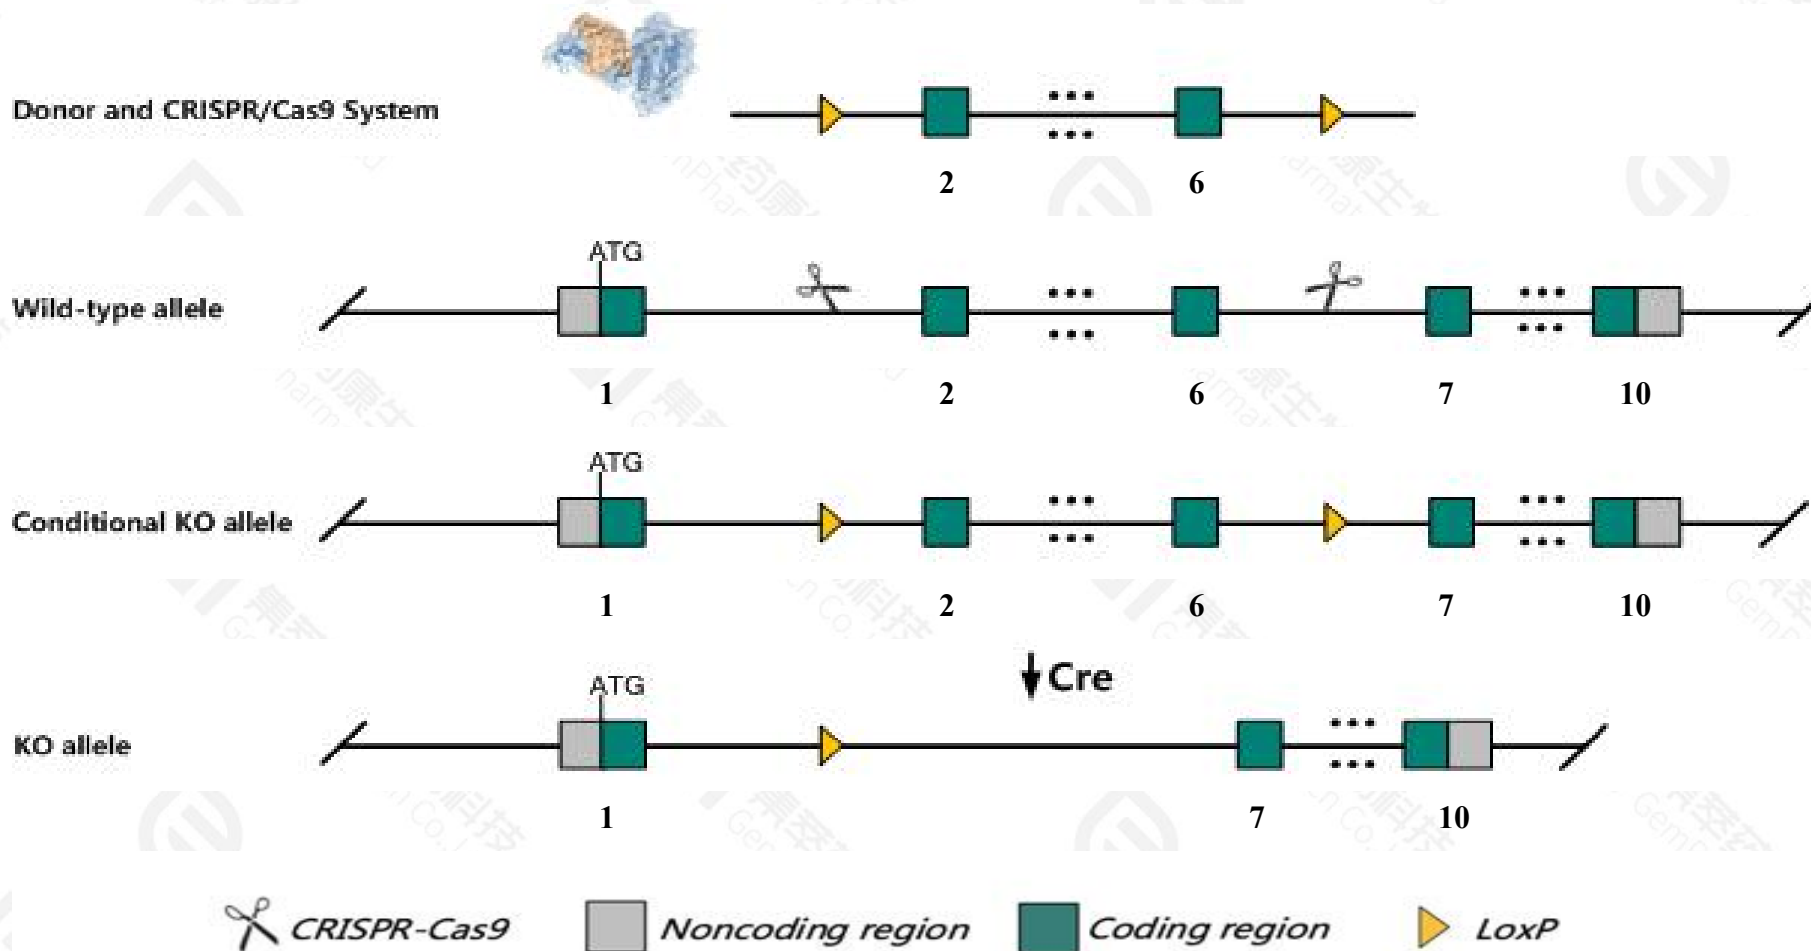 Donor and CRISPR/Cas9 System
2 6
ATG
Wild-type allele
1 2 6 7 10
ATG
Conditional KO allele
1 2 6 7 10
Cre
ATG
KO allele
1 7 10
CRISPR-Cas9 Noncoding region Coding region LoxP